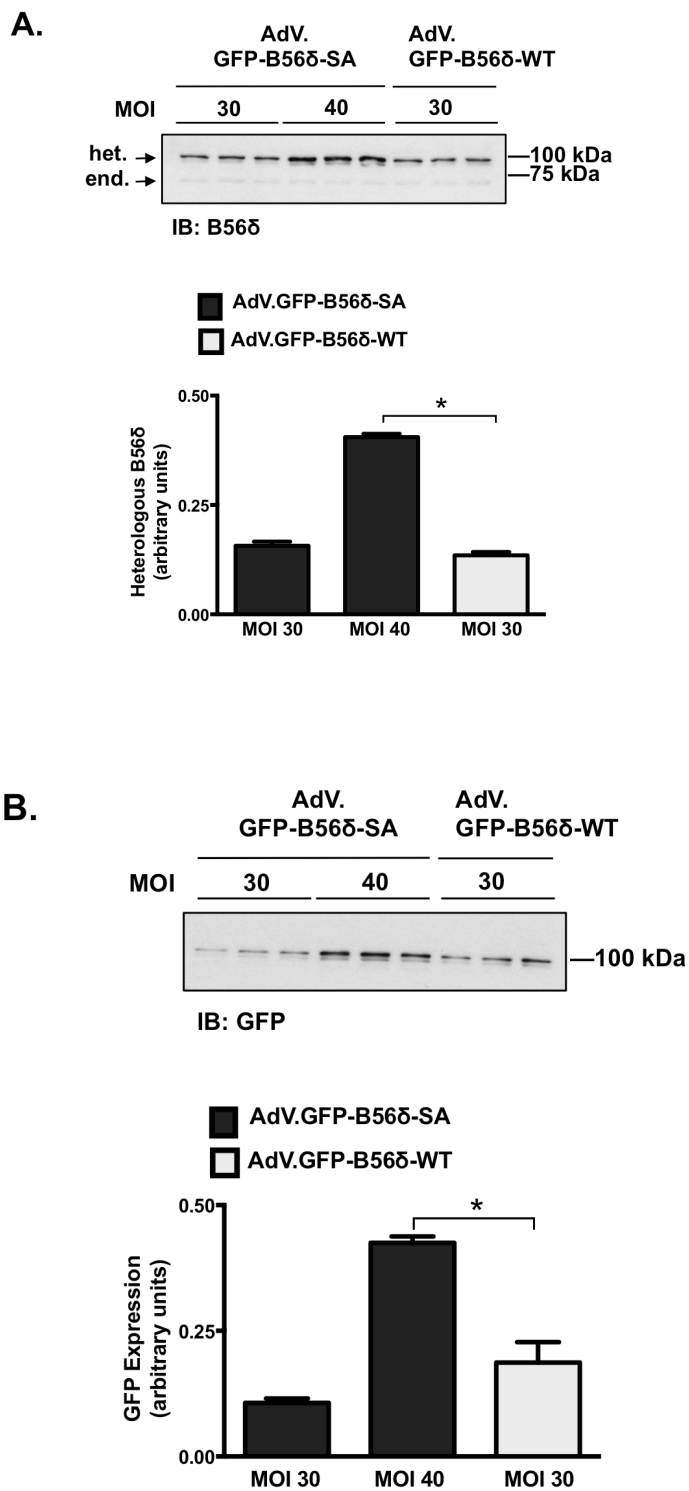 A.
AdV. AdV.
GFP-B56δ-SA GFP-B56δ-WT
MOI 30 40 30
het. 100 kDa
end. 75 kDa
IB: B56δ
AdV.GFP-B56δ-SA
AdV.GFP-B56δ-WT
Heterologous B56δ
(arbitrary units)
0.50
*
0.25
0.00
MOI 30 MOI 40 MOI 30
B.
AdV. AdV.
GFP-B56δ-SA GFP-B56δ-WT
MOI 30 40 30
100 kDa
IB: GFP
AdV.GFP-B56δ-SA
AdV.GFP-B56δ-WT
GFP Expression
(arbitrary units)
0.50
*
0.25
0.00
MOI 30 MOI 40 MOI 30